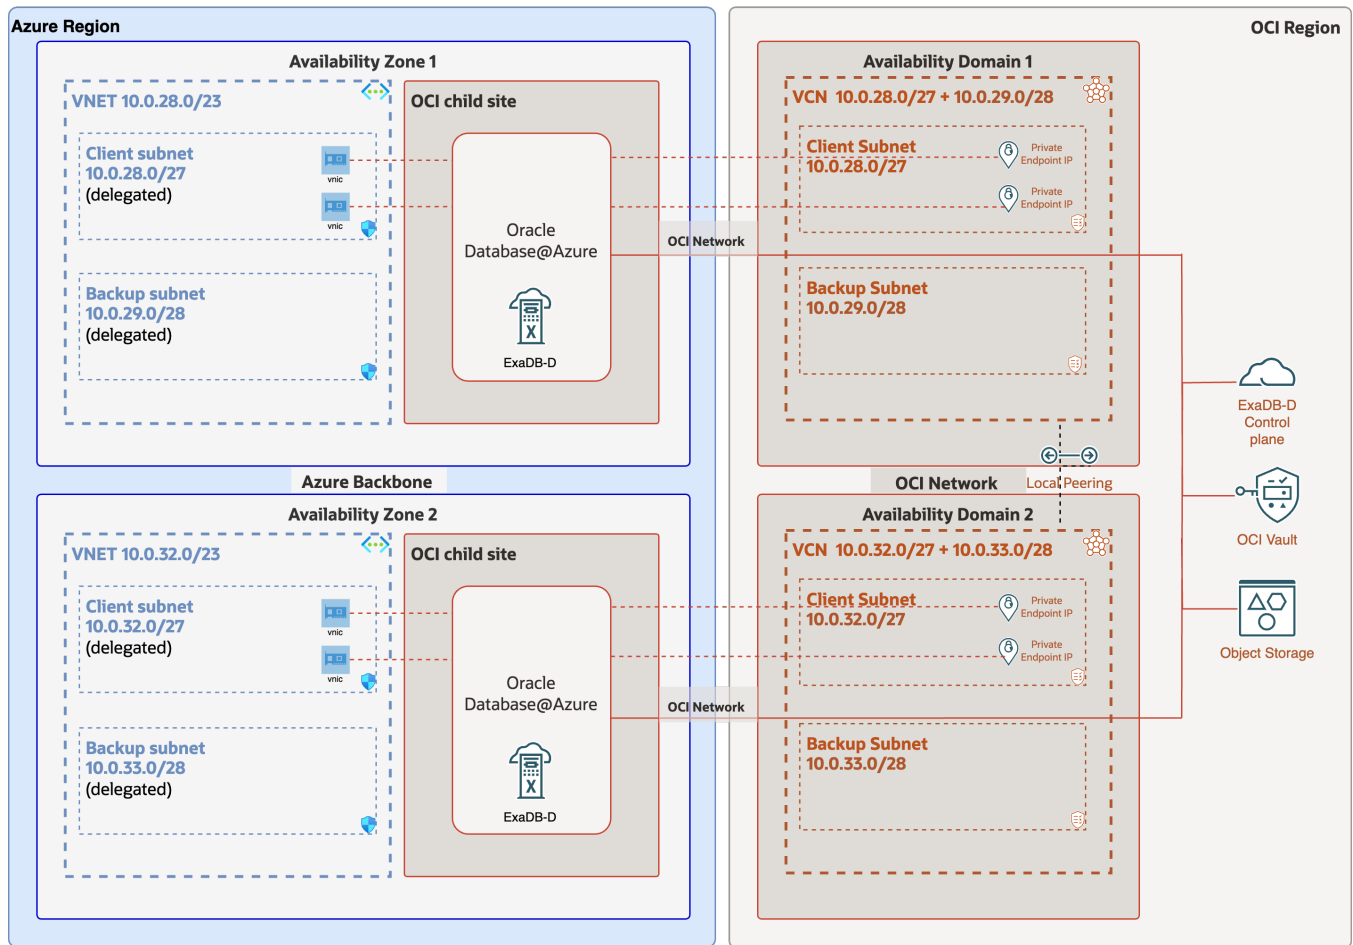 Azure Region
Availability Zone 1
VNET 10.0.28.0/23
Client subnet
10.0.28.0/27
(delegated)
vnic
vnic
Backup subnet
10.0.29.0/28
(delegated)
OCI child site
Oracle
Database@Azure
X
ExaDB-D
Azure Backbone
Availability Zone 2
VNET 10.0.32.0/23
Client subnet
10.0.32.0/27
(delegated)
vnic
vnic
Backup subnet
10.0.33.0/28
(delegated)
OCI child site
Oracle
Database@Azure
X
ExaDB-D
OCI Network
OCI Network
OCI Region
Availability Domain 1
VCN 10.0.28.0/27 + 10.0.29.0/28
Client Subnet
10.0.28.0/27
Private
Endpoint IP
Private
Endpoint IP
Backup Subnet
10.0.29.0/28
OCI Network
Local Peering
Availability Domain 2
VCN 10.0.32.0/27 + 10.0.33.0/28
Client Subnet
10.0.32.0/27
Private
Endpoint IP
Private
Endpoint IP
Backup Subnet
10.0.33.0/28
ExaDB-D
Control
plane
OCI Vault
Object Storage